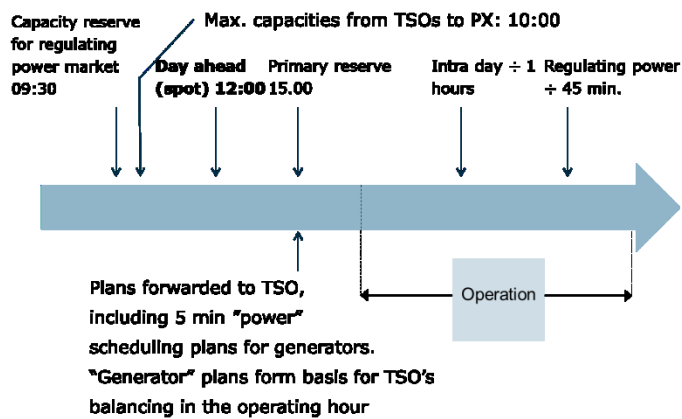 Capacity reserve
for regulating
power market
09:30
Max. capacities from TSOs to PX: 10:00
Day ahead
(spot) 12:00
Primary reserve
15.00
Intra day ÷ 1
hours
Regulating power
÷ 45 min.
Plans forwarded to TSO,
including 5 min "power"
scheduling plans for generators.
"Generator" plans form basis for TSO's
balancing in the operating hour
Operation